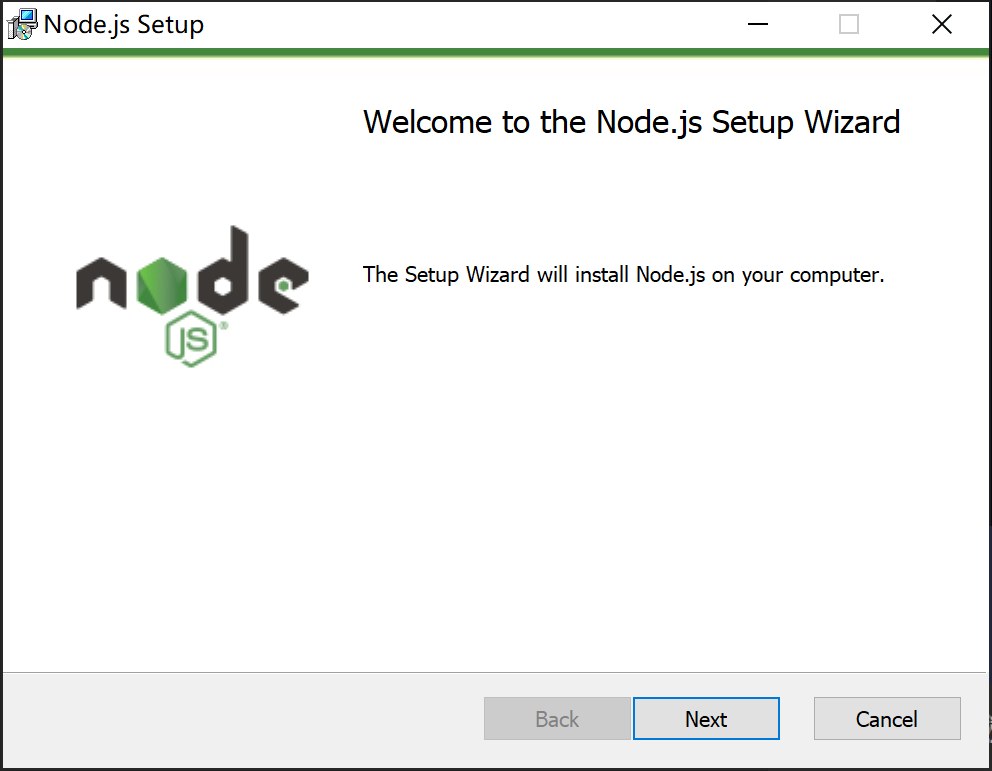 Node.js Setup
Welcome to the Node.js Setup Wizard
The Setup Wizard will install Node.js on your computer.
node
JS®
Back
Next
Cancel